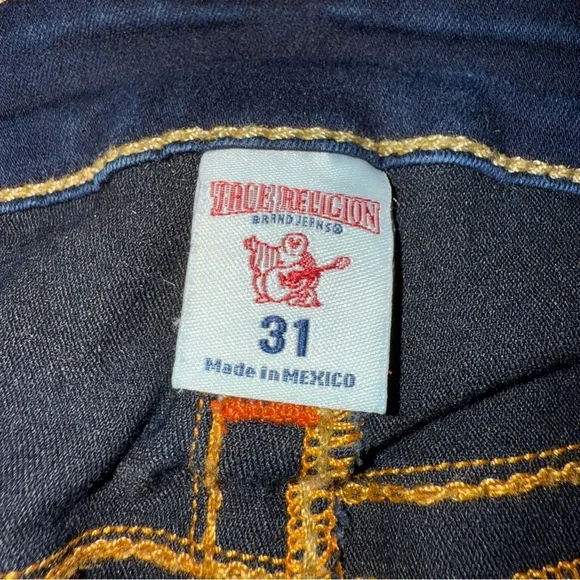 TRUE RELIGION
BRAND JEANS®
31
Made in MEXICO